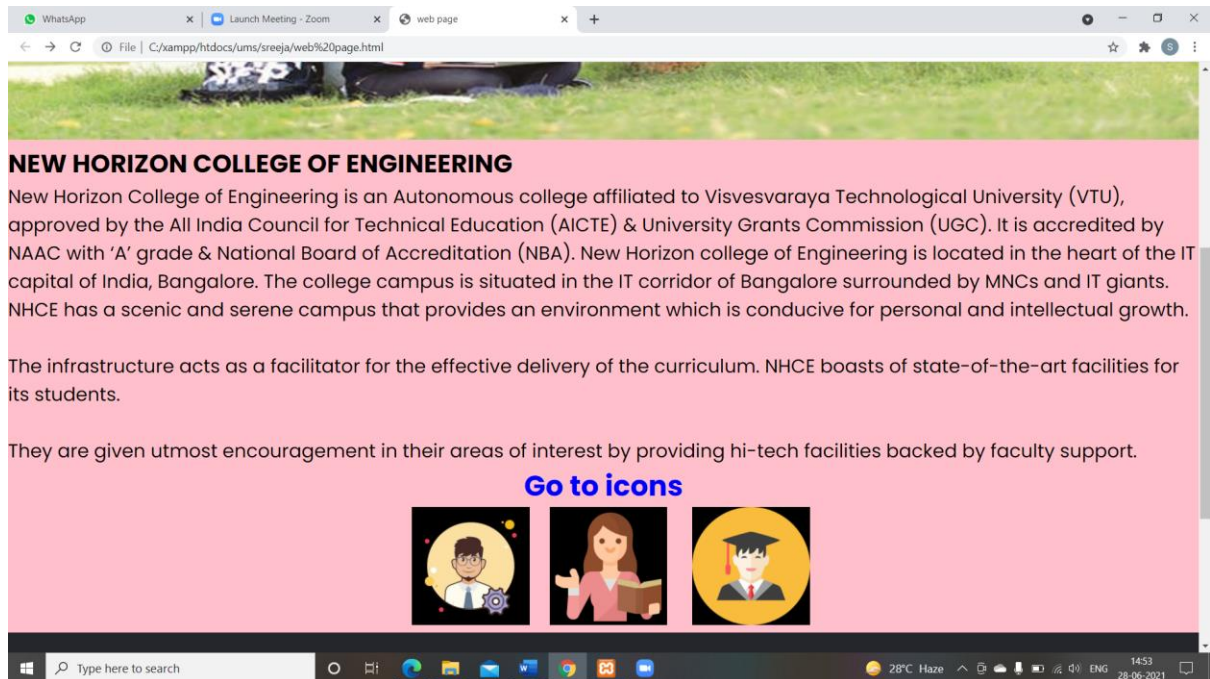 WhatsApp
Launch Meeting - Zoom
web page
File | C:/xampp/htdocs/ums/sreeja/web%20page.html
S
NEW HORIZON COLLEGE OF ENGINEERING
New Horizon College of Engineering is an Autonomous college affiliated to Visvesvaraya Technological University (VTU),
approved by the All India Council for Technical Education (AICTE) & University Grants Commission (UGC). It is accredited by
NAAC with ‘A’ grade & National Board of Accreditation (NBA). New Horizon college of Engineering is located in the heart of the IT
capital of India, Bangalore. The college campus is situated in the IT corridor of Bangalore surrounded by MNCs and IT giants.
NHCE has a scenic and serene campus that provides an environment which is conducive for personal and intellectual growth.
The infrastructure acts as a facilitator for the effective delivery of the curriculum. NHCE boasts of state-of-the-art facilities for
its students.
They are given utmost encouragement in their areas of interest by providing hi-tech facilities backed by faculty support.
Go to icons
Type here to search
28°C Haze
ENG
14:53
28-06-2021